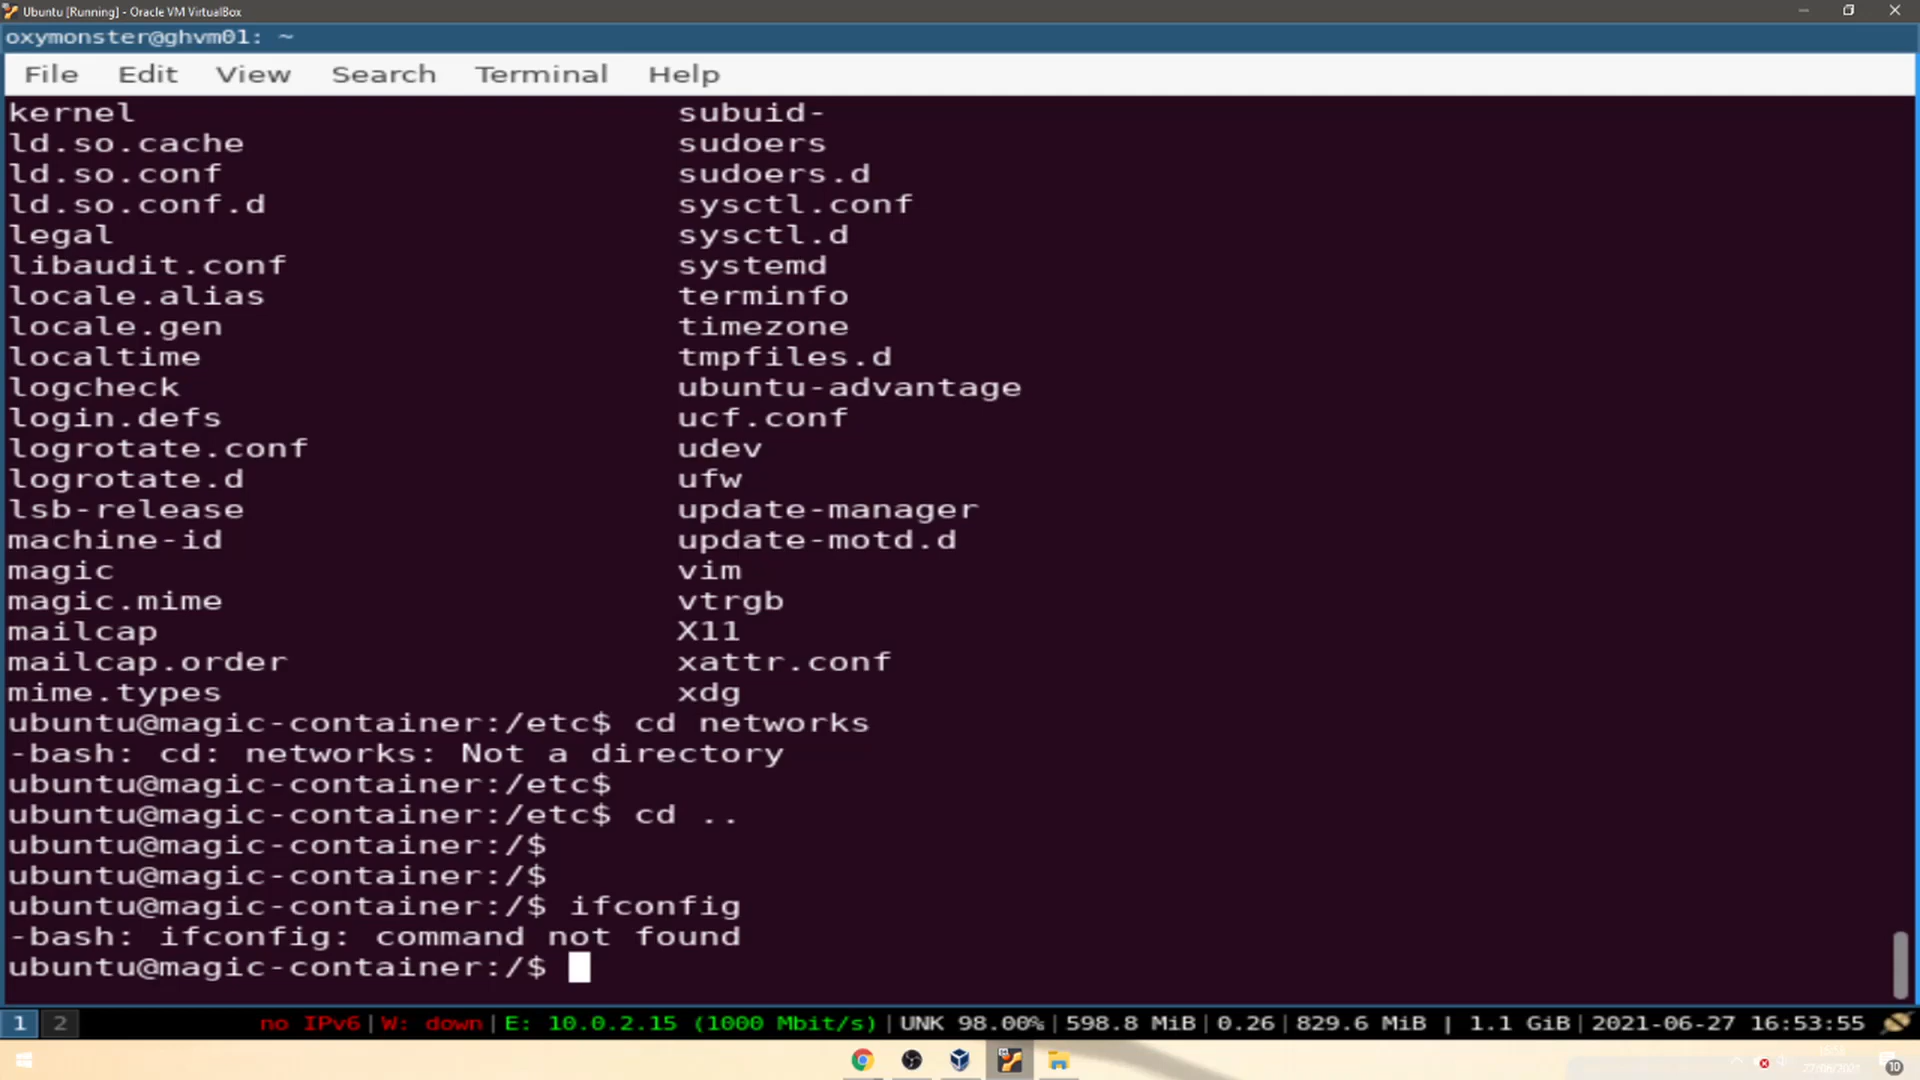 Ubuntu [Running] - Oracle VM VirtualBox
oxymonster@ghvm01: ~
File Edit View Search Terminal Help
kernel subuid-
ld.so.cache sudoers
ld.so.conf sudoers.d
ld.so.conf.d sysctl.conf
legal sysctl.d
libaudit.conf systemd
locale.alias terminfo
locale.gen timezone
localtime tmpfiles.d
logcheck ubuntu-advantage
login.defs ucf.conf
logrotate.conf udev
logrotate.d ufw
lsb-release update-manager
machine-id update-motd.d
magic vim
magic.mime vtrgb
mailcap X11
mailcap.order xattr.conf
mime.types xdg
ubuntu@magic-container:/etc$ cd networks
-bash: cd: networks: Not a directory
ubuntu@magic-container:/etc$
ubuntu@magic-container:/etc$ cd ..
ubuntu@magic-container:/$
ubuntu@magic-container:/$
ubuntu@magic-container:/$ ifconfig
-bash: ifconfig: command not found
ubuntu@magic-container:/$
1 2 no IPv6|W: down|E: 10.0.2.15 (1000 Mbit/s)|UNK 98.00%|598.8 MiB|0.26|829.6 MiB | 1.1 GiB|2021-06-27 16:53:55
10